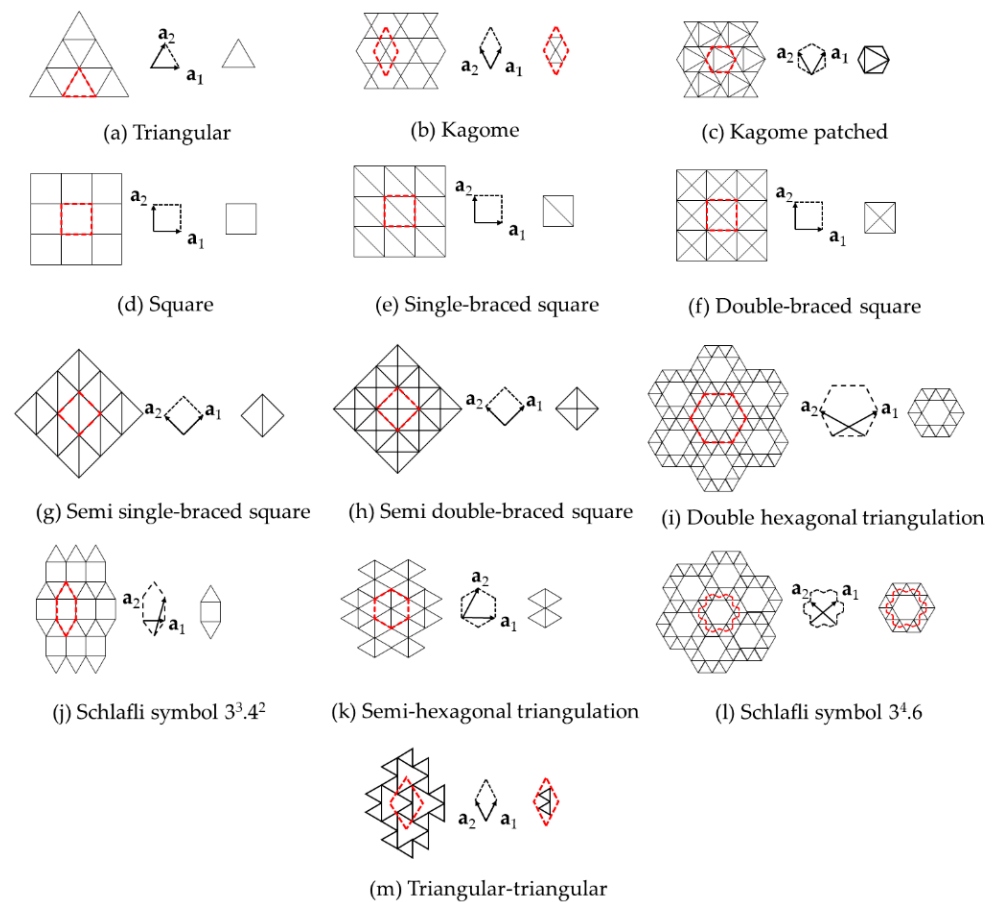 a₂
a₁
(a) Triangular
a₂ a₁
(b) Kagome
a₂ a₁
(c) Kagome patched
a₂
a₁
(d) Square
a₂
a₁
(e) Single-braced square
a₂
a₁
(f) Double-braced square
a₂ a₁
(g) Semi single-braced square
a₂ a₁
(h) Semi double-braced square
a₂ a₁
(i) Double hexagonal triangulation
a₂
a₁
(j) Schlafli symbol 3³.4²
a₂
a₁
(k) Semi-hexagonal triangulation
a₂ a₁
(l) Schlafli symbol 3⁴.6
a₂ a₁
(m) Triangular-triangular